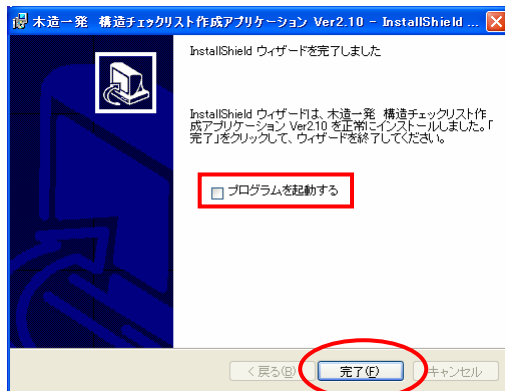 木造一発 構造チェックリスト作成アプリケーション Ver2.10 - InstallShield ...
InstallShield ウィザードを完了しました
InstallShield ウィザードは、木造一発 構造チェックリスト作
成アプリケーション Ver2.10 を正常にインストールしました。「
完了」をクリックして、ウィザードを終了してください。
プログラムを起動する
< 戻る(B)
完了(F)
キャンセル